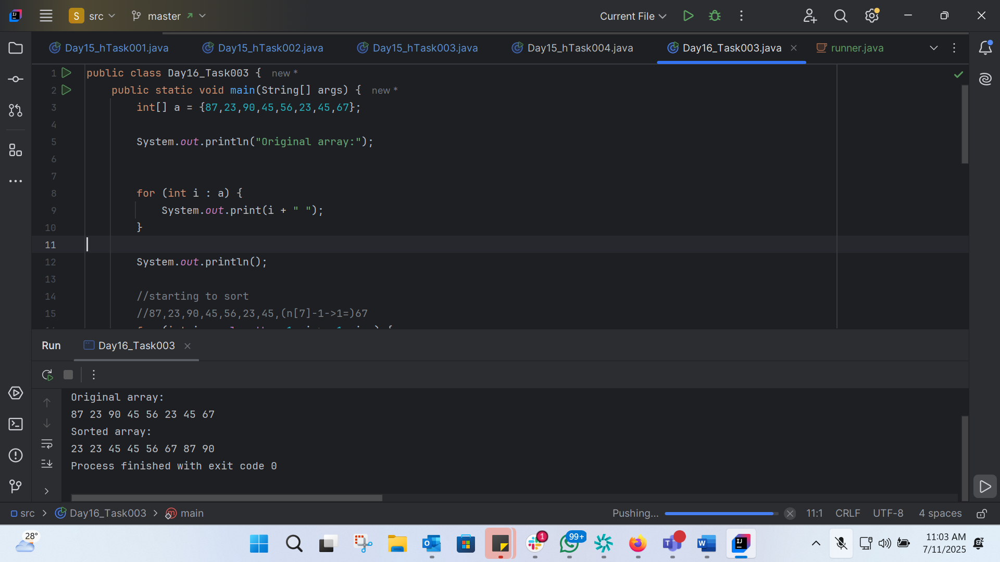 S src master Current File
Day15_hTask001.java Day15_hTask002.java Day15_hTask003.java Day15_hTask004.java Day16_Task003.java runner.java
1 public class Day16_Task003 { new *
2 public static void main(String[] args) { new *
3 int[] a = {87,23,90,45,56,23,45,67};
4
5 System.out.println("Original array:");
6
7
8 for (int i : a) {
9 System.out.print(i + " ");
10 }
11
12 System.out.println();
13
14 //starting to sort
15 //87,23,90,45,56,23,45,(n[7]-1->1=)67
Run Day16_Task003
Original array:
87 23 90 45 56 23 45 67
Sorted array:
23 23 45 45 56 67 87 90
Process finished with exit code 0
src > Day16_Task003 > main Pushing... 11:1 CRLF UTF-8 4 spaces
28° 1 99+ 11:03 AM
7/11/2025